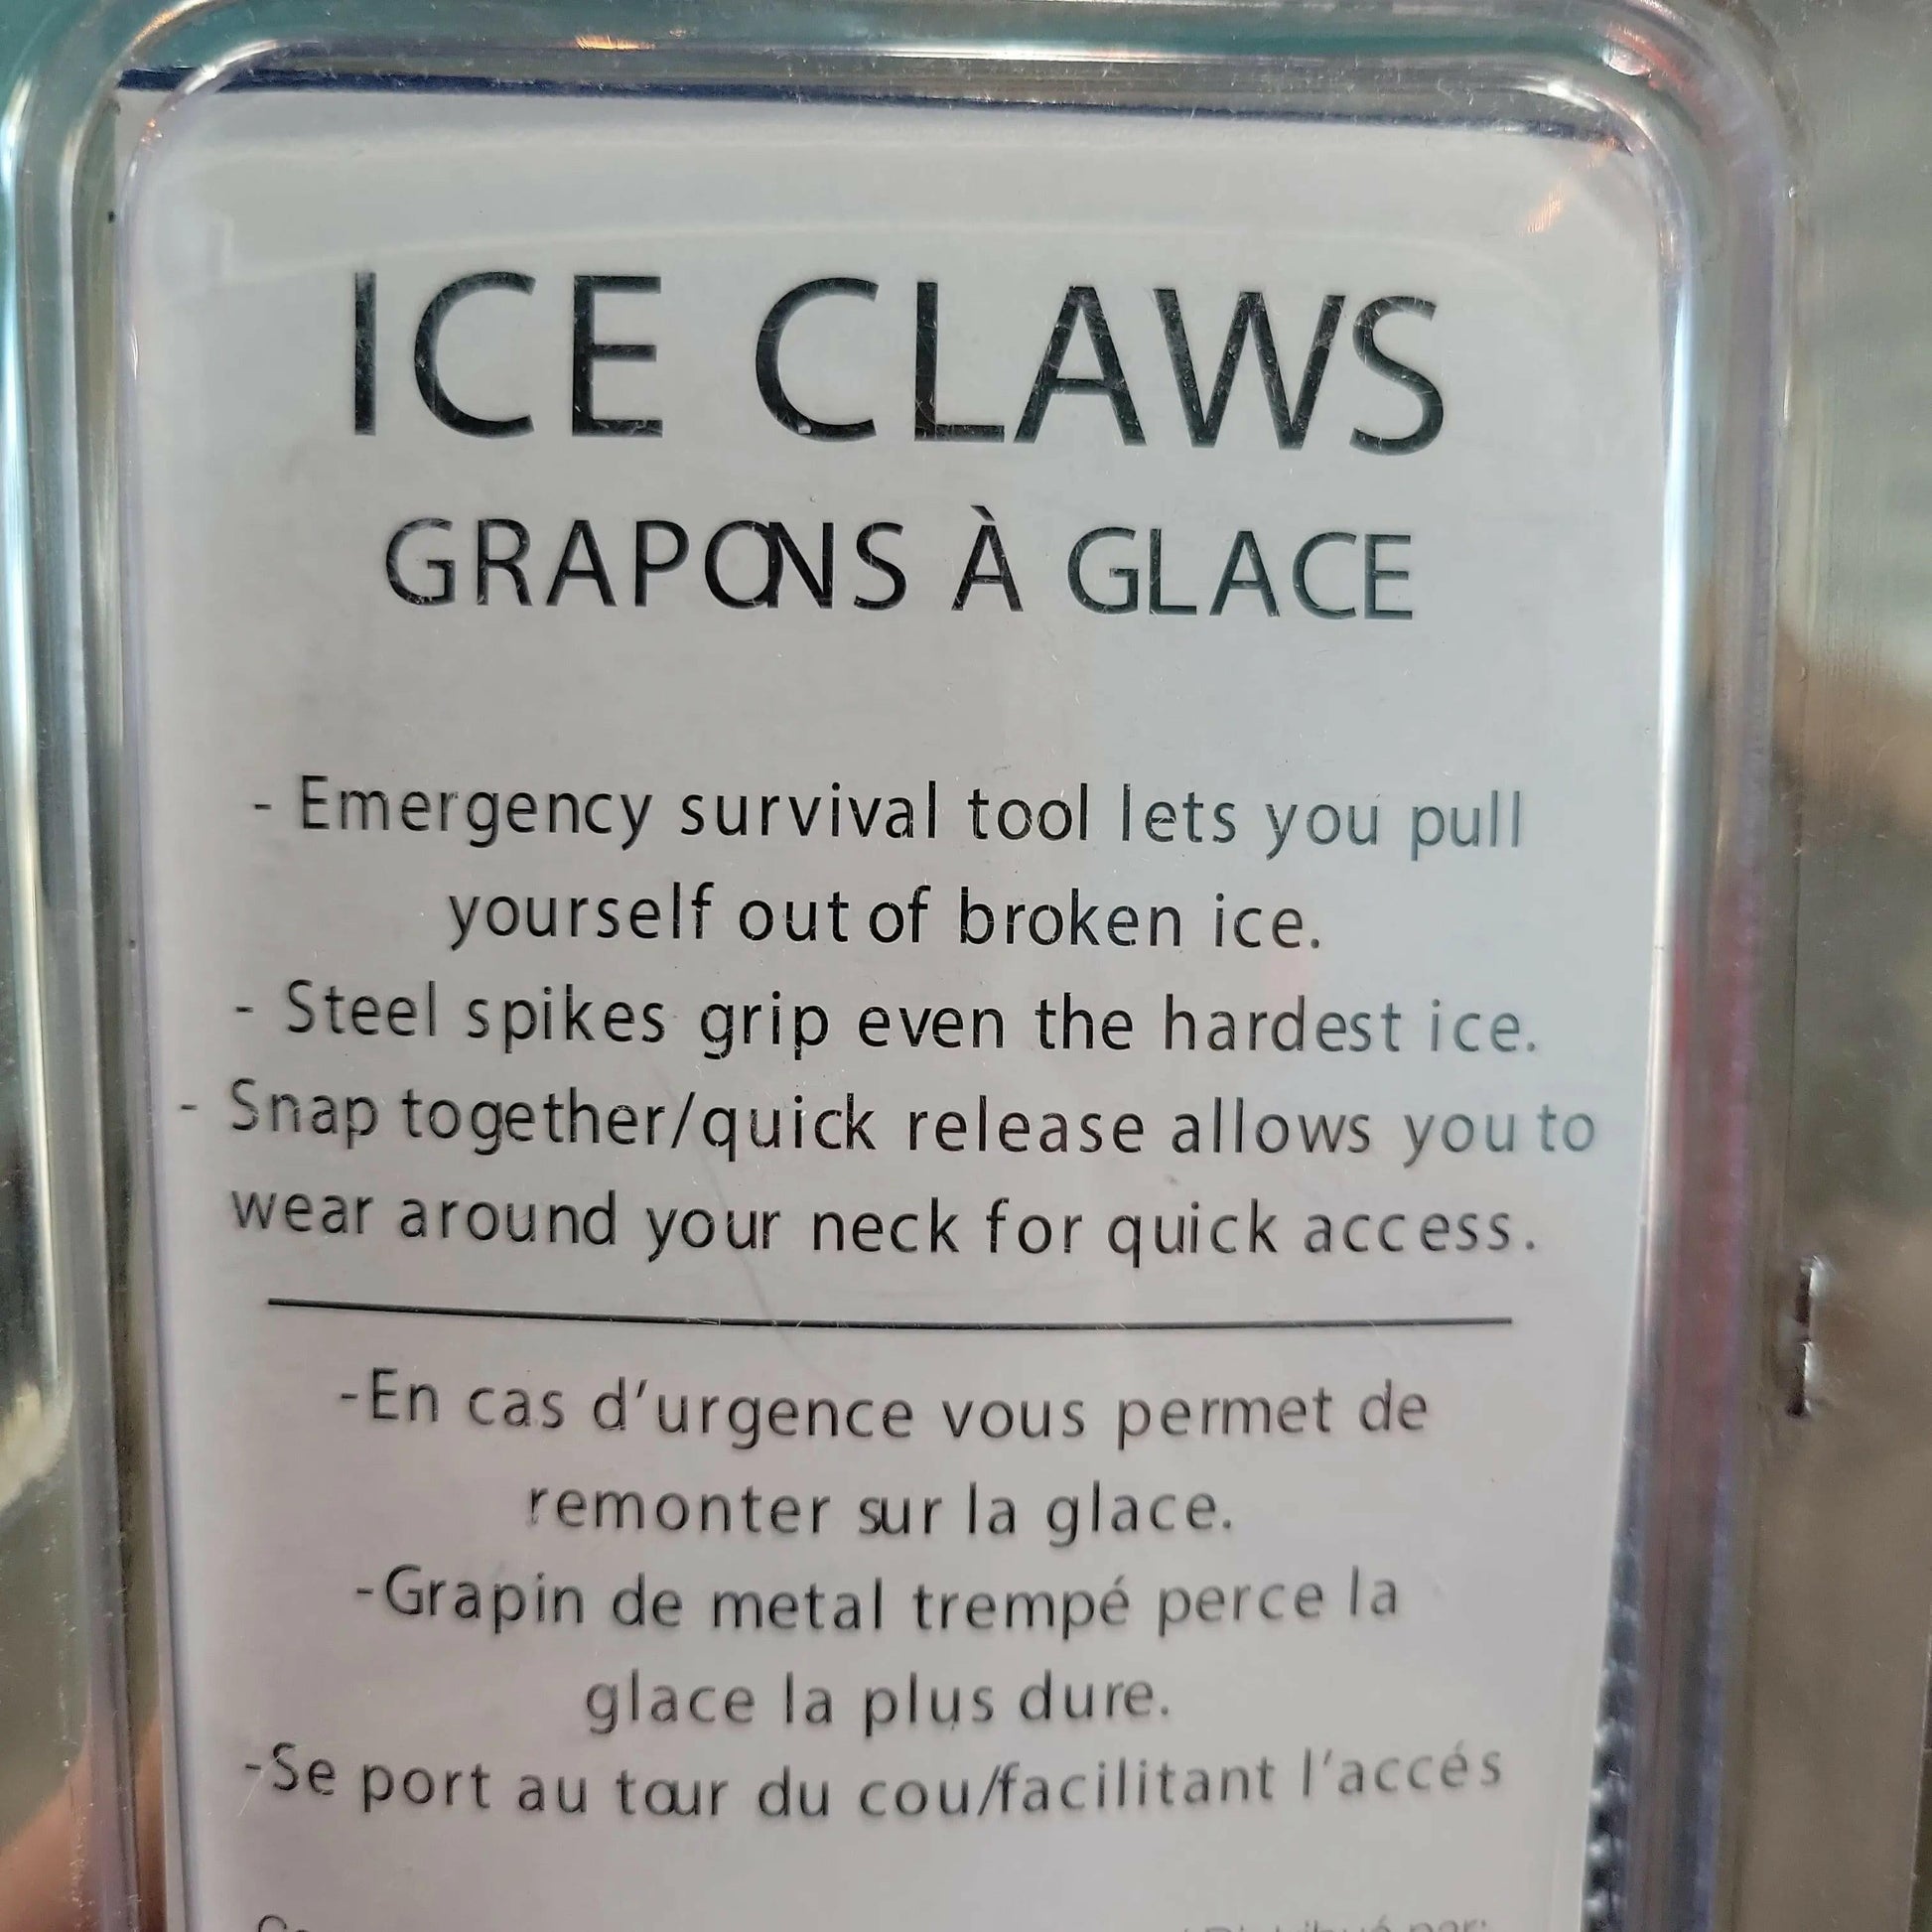 ICE CLAWS
GRAPONS À GLACE
- Emergency survival tool lets you pull
yourself out of broken ice.
- Steel spikes grip even the hardest ice.
- Snap together/quick release allows you to
wear around your neck for quick access.
-En cas d'urgence vous permet de
remonter sur la glace.
-Grapin de metal trempé perce la
glace la plus dure.
-Se port au tour du cou/facilitant l'accés